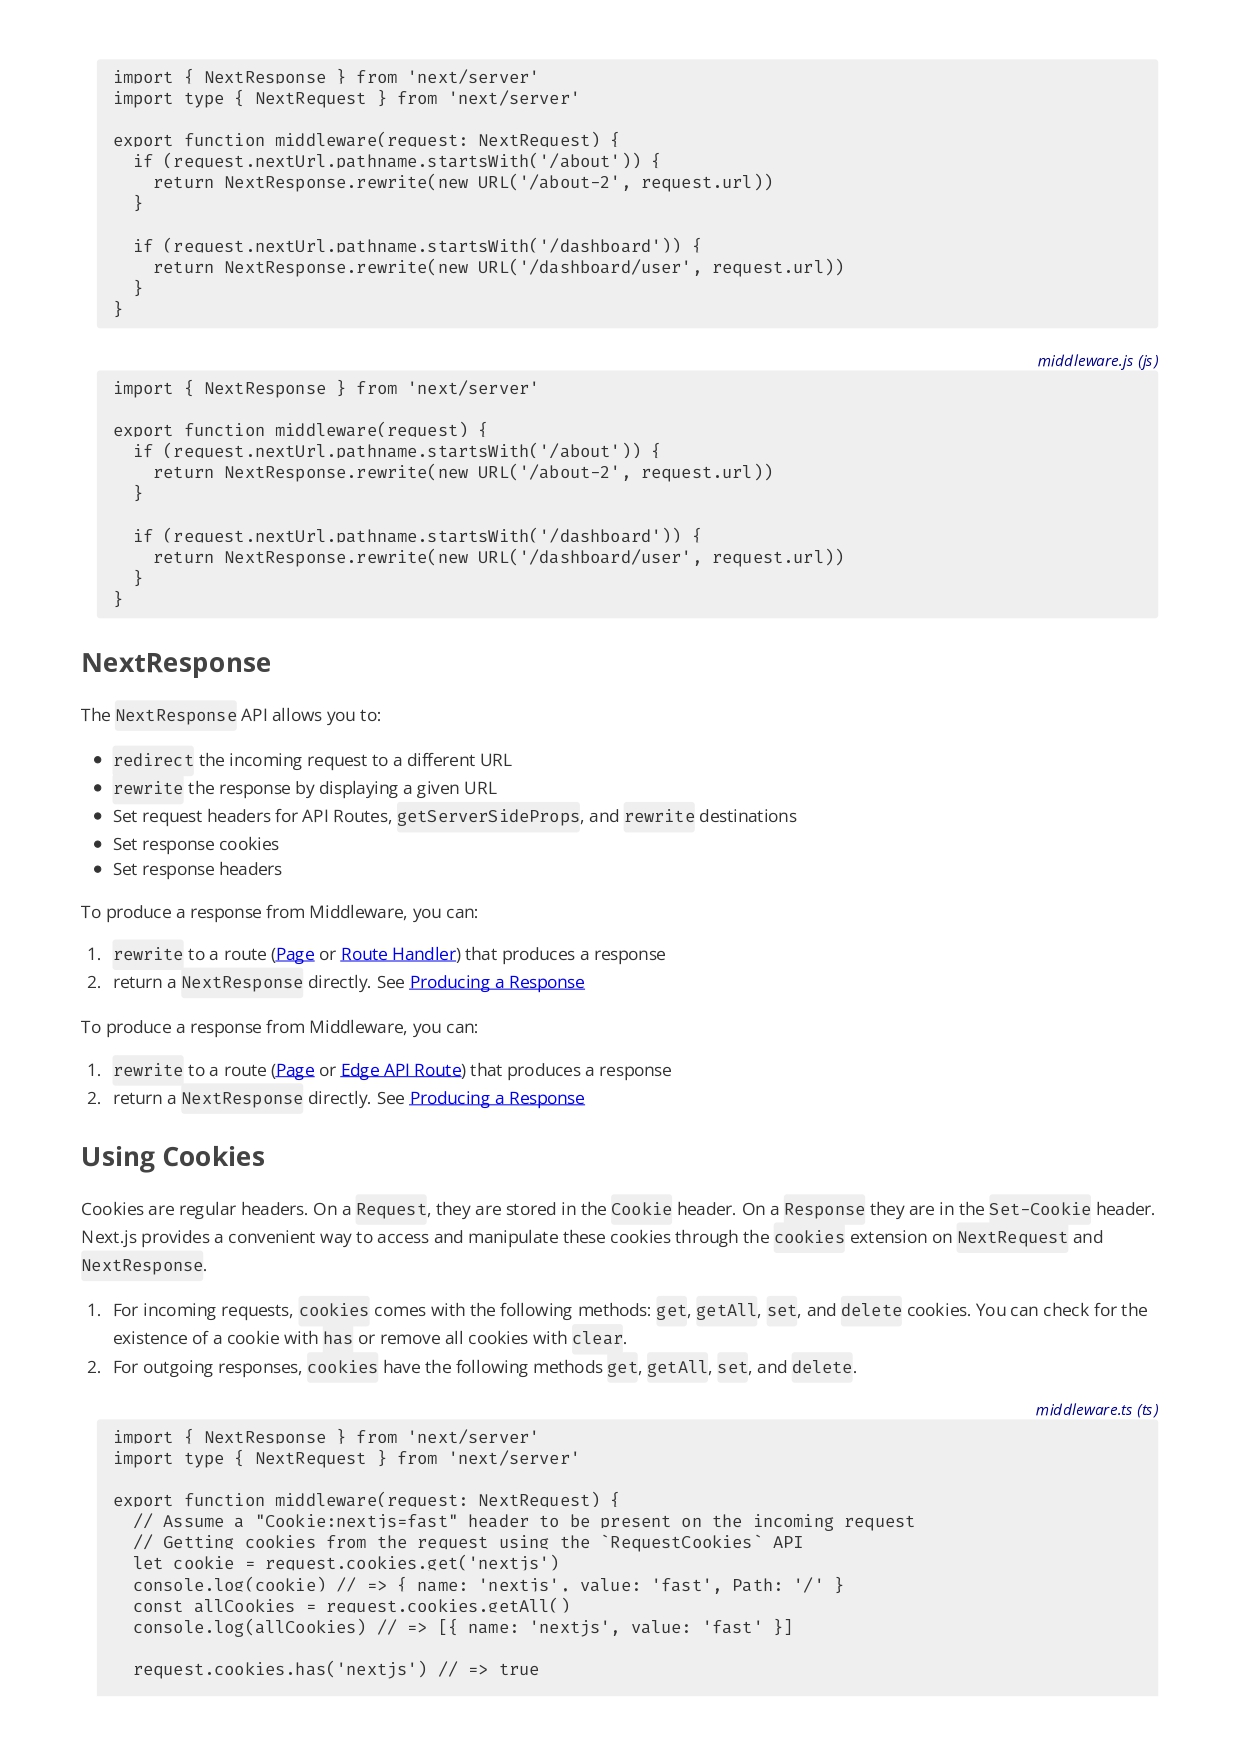 import { NextResponse } from 'next/server'
import type { NextRequest } from 'next/server'

export function middleware(request: NextRequest) {
  if (request.nextUrl.pathname.startsWith('/about')) {
    return NextResponse.rewrite(new URL('/about-2', request.url))
  }

  if (request.nextUrl.pathname.startsWith('/dashboard')) {
    return NextResponse.rewrite(new URL('/dashboard/user', request.url))
  }
}

middleware.js (js)
import { NextResponse } from 'next/server'

export function middleware(request) {
  if (request.nextUrl.pathname.startsWith('/about')) {
    return NextResponse.rewrite(new URL('/about-2', request.url))
  }

  if (request.nextUrl.pathname.startsWith('/dashboard')) {
    return NextResponse.rewrite(new URL('/dashboard/user', request.url))
  }
}

NextResponse
The NextResponse API allows you to:
• redirect the incoming request to a different URL
• rewrite the response by displaying a given URL
• Set request headers for API Routes, getServerSideProps, and rewrite destinations
• Set response cookies
• Set response headers
To produce a response from Middleware, you can:
1. rewrite to a route (Page or Route Handler) that produces a response
2. return a NextResponse directly. See Producing a Response
To produce a response from Middleware, you can:
1. rewrite to a route (Page or Edge API Route) that produces a response
2. return a NextResponse directly. See Producing a Response
Using Cookies
Cookies are regular headers. On a Request, they are stored in the Cookie header. On a Response they are in the Set-Cookie header.
Next.js provides a convenient way to access and manipulate these cookies through the cookies extension on NextRequest and
NextResponse.
1. For incoming requests, cookies comes with the following methods: get, getAll, set, and delete cookies. You can check for the
existence of a cookie with has or remove all cookies with clear.
2. For outgoing responses, cookies have the following methods get, getAll, set, and delete.
middleware.ts (ts)
import { NextResponse } from 'next/server'
import type { NextRequest } from 'next/server'

export function middleware(request: NextRequest) {
  // Assume a "Cookie:nextjs=fast" header to be present on the incoming request
  // Getting cookies from the request using the `RequestCookies` API
  let cookie = request.cookies.get('nextjs')
  console.log(cookie) // => { name: 'nextjs', value: 'fast', Path: '/' }
  const allCookies = request.cookies.getAll()
  console.log(allCookies) // => [{ name: 'nextjs', value: 'fast' }]

  request.cookies.has('nextjs') // => true